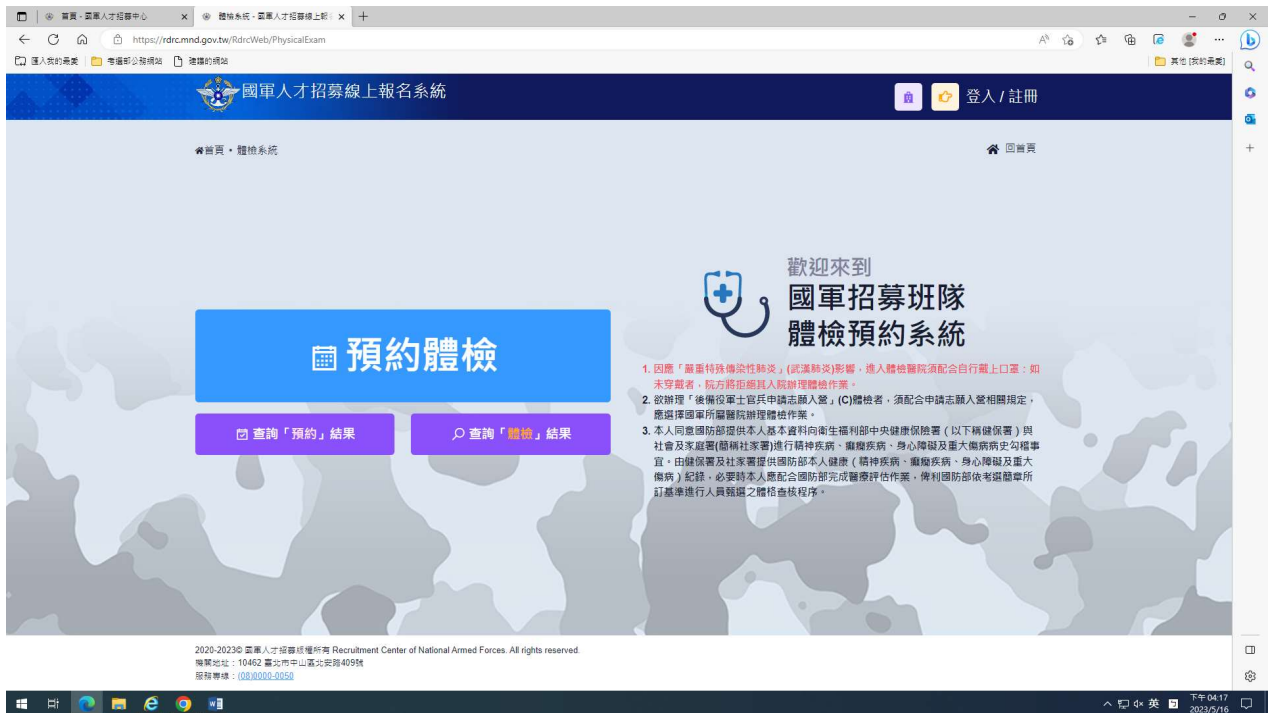 首頁 - 國軍人才招募中心
體檢系統 - 國軍人才招募線上報
https://rdrc.mnd.gov.tw/RdrcWeb/PhysicalExam
匯入我的最愛
考選部公務網站
建議的網站
其他 [我的最愛]
國軍人才招募線上報名系統
登入 / 註冊
首頁・體檢系統
回首頁
歡迎來到
國軍招募班隊
體檢預約系統
預約體檢
查詢「預約」結果
查詢「體檢」結果
1. 因應「嚴重特殊傳染性肺炎」(武漢肺炎)影響，進入體檢醫院須配合自行戴上口罩：如
未穿戴者，院方將拒絕其入院辦理體檢作業。
2. 欲辦理「後備役軍士官兵申請志願入營」(C)體檢者，須配合申請志願入營相關規定，
應選擇國軍所屬醫院辦理體檢作業。
3. 本人同意國防部提供本人基本資料向衛生福利部中央健康保險署（以下稱健保署）與
社會及家庭署(簡稱社家署)進行精神疾病、癲癇疾病、身心障礙及重大傷病病史勾稽事
宜。由健保署及社家署提供國防部本人健康（精神疾病、癲癇疾病、身心障礙及重大
傷病）紀錄，必要時本人應配合國防部完成醫療評估作業，俾利國防部依考選簡章所
訂基準進行人員甄選之體格查核程序。
2020-2023© 國軍人才招募版權所有 Recruitment Center of National Armed Forces. All rights reserved.
機關地址：10462 臺北市中山區北安路409號
服務專線：(08)0000-0050
英
下午 04:17
2023/5/16